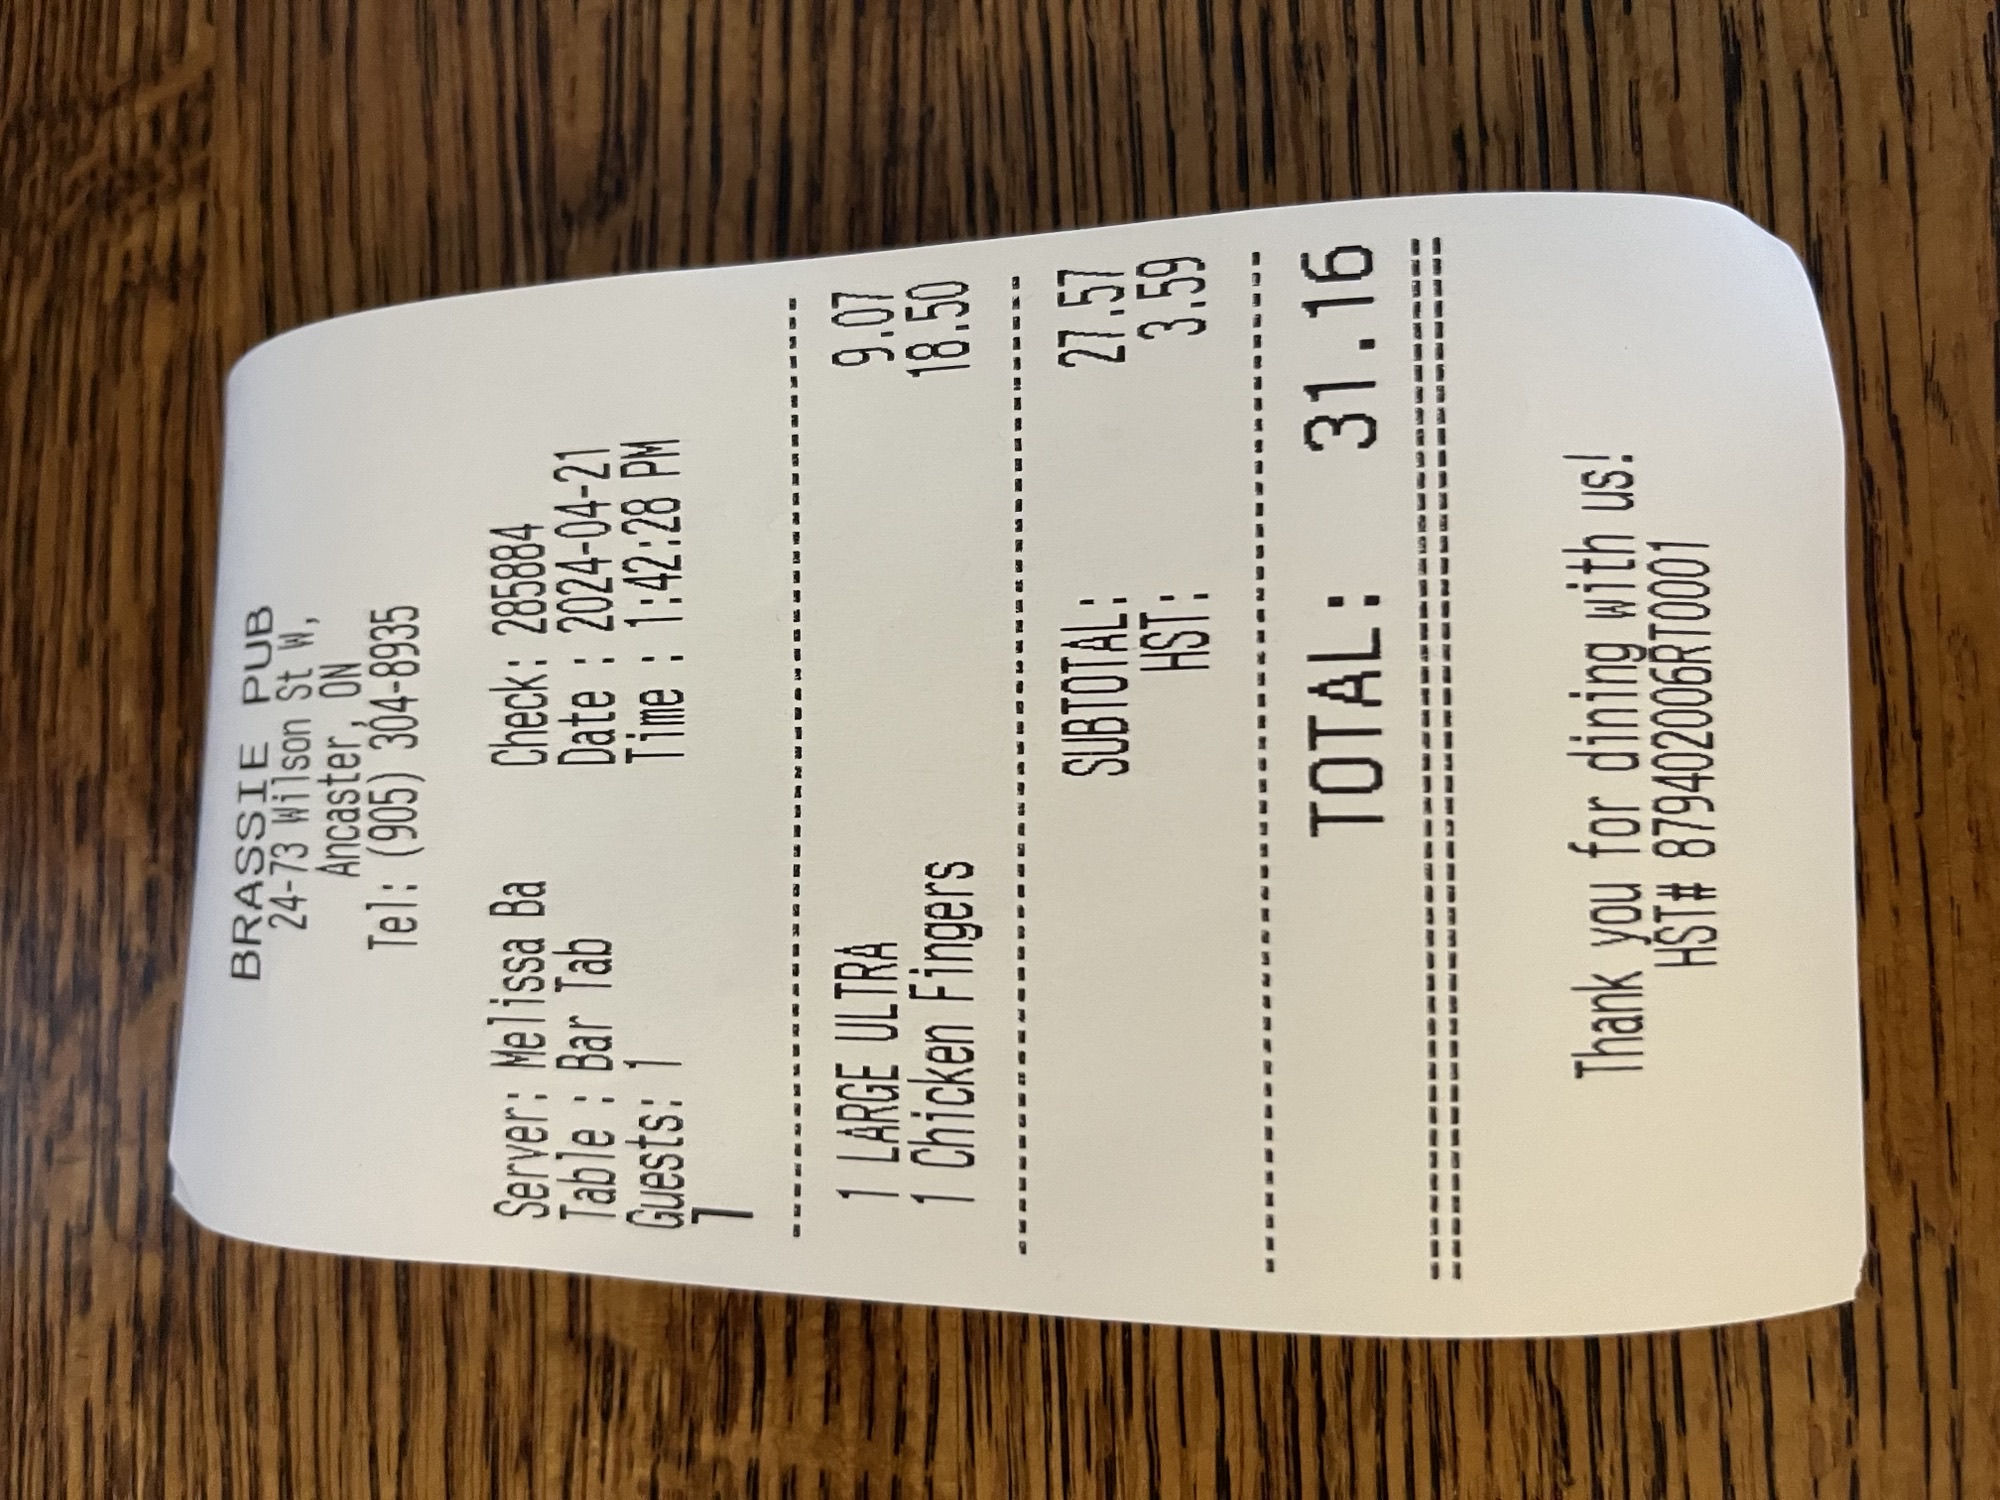 BRASSIE PUB
24-73 Wilson St W,
Ancaster, ON
Tel: (905) 304-8935
Server: Melissa Ba Check: 285884
Table : Bar Tab Date : 2024-04-21
Guests: 1 Time : 1:42:28 PM
1
1 LARGE ULTRA 9.07
1 Chicken Fingers 18.50
SUBTOTAL: 27.57
HST: 3.59
TOTAL: 31.16
Thank you for dining with us!
HST# 879402006RT0001